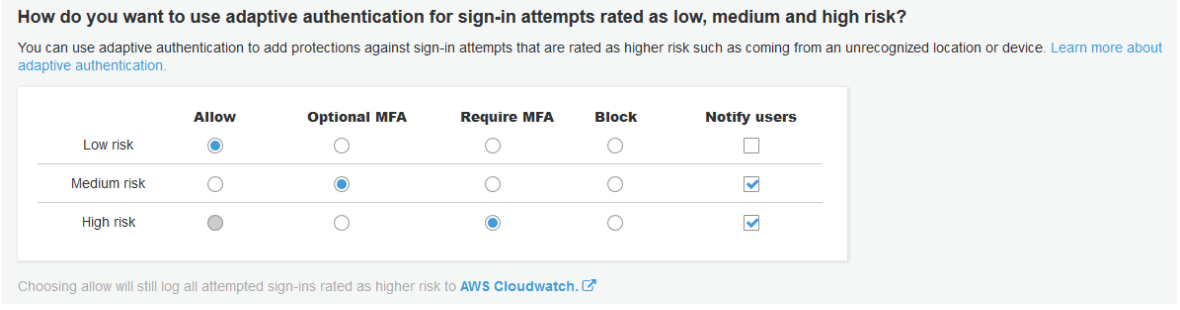 How do you want to use adaptive authentication for sign-in attempts rated as low, medium and high risk?
You can use adaptive authentication to add protections against sign-in attempts that are rated as higher risk such as coming from an unrecognized location or device. Learn more about
adaptive authentication.
Allow Optional MFA Require MFA Block Notify users
Low risk
Medium risk
High risk
Choosing allow will still log all attempted sign-ins rated as higher risk to AWS Cloudwatch.